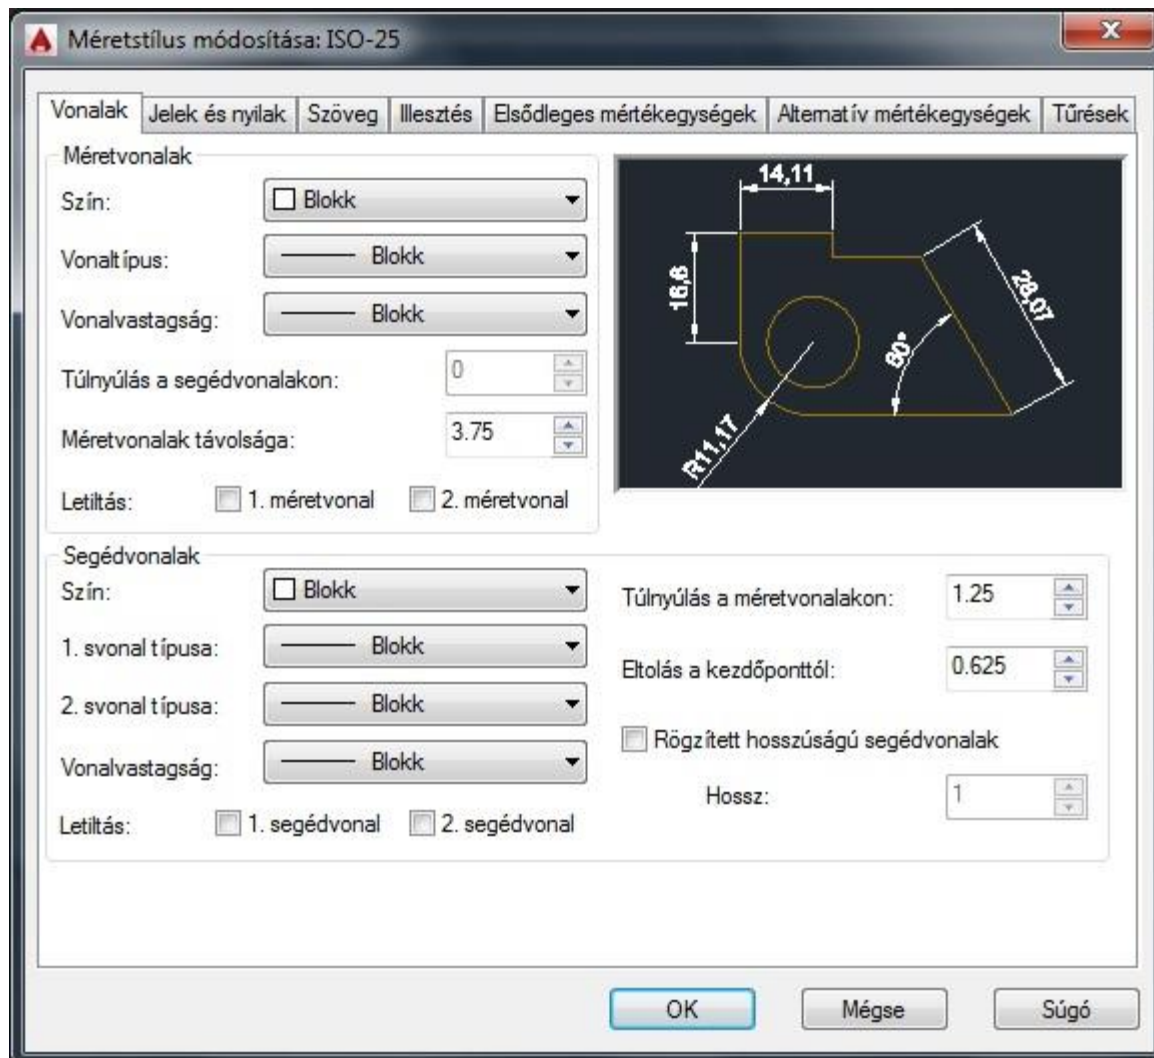 Méretstílus módosítása: ISO-25
Vonalak
Jelek és nyilak
Szöveg
Illesztés
Elsődleges mértékegységek
Alternatív mértékegységek
Tűrések
Méretvonalak
Szín:
Blokk
Vonaltípus:
Blokk
Vonalvastagság:
Blokk
Túlnyúlás a segédvonalakon:
0
Méretvonalak távolsága:
3.75
Letiltás:
1. méretvonal
2. méretvonal
14,11
16,6
28,07
60°
R11,17
Segédvonalak
Szín:
Blokk
1. svonal típusa:
Blokk
2. svonal típusa:
Blokk
Vonalvastagság:
Blokk
Letiltás:
1. segédvonal
2. segédvonal
Túlnyúlás a méretvonalakon:
1.25
Eltolás a kezdőponttól:
0.625
Rögzített hosszúságú segédvonalak
Hossz:
1
OK
Mégse
Súgó